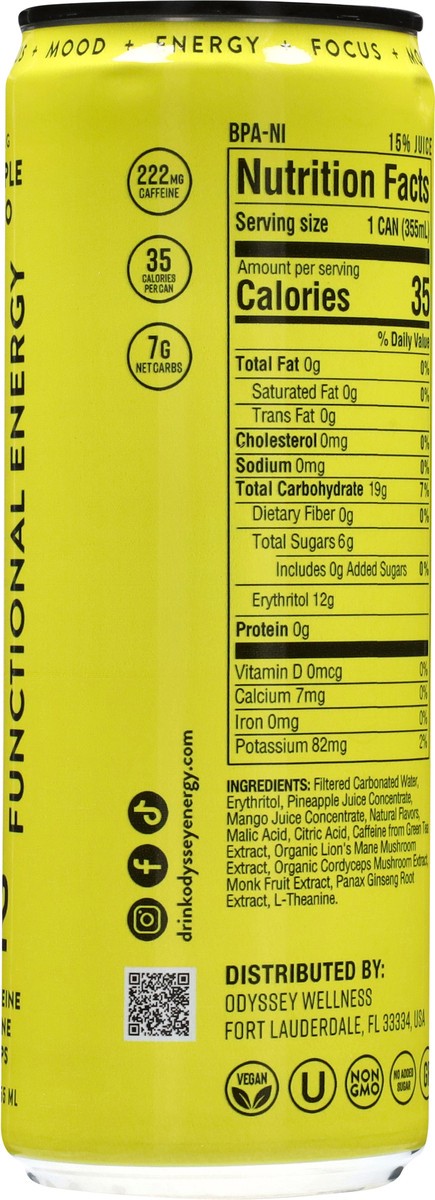 + MOOD + ENERGY + FOCUS +
FUNCTIONAL ENERGY
222MG
CAFFEINE
35
CALORIES
PER CAN
7G
NET CARBS
drinkodysseyenergy.com
BPA-NI
15% JUICE
Nutrition Facts
Serving size 1 CAN (355mL)
Amount per serving
Calories 35
% Daily Value
Total Fat 0g 0%
Saturated Fat 0g 0%
Trans Fat 0g
Cholesterol 0mg 0%
Sodium 0mg 0%
Total Carbohydrate 19g 7%
Dietary Fiber 0g 0%
Total Sugars 6g
Includes 0g Added Sugars 0%
Erythritol 12g
Protein 0g
Vitamin D 0mcg 0%
Calcium 7mg 0%
Iron 0mg 0%
Potassium 82mg 2%
INGREDIENTS: Filtered Carbonated Water,
Erythritol, Pineapple Juice Concentrate,
Mango Juice Concentrate, Natural Flavors,
Malic Acid, Citric Acid, Caffeine from Green Tea
Extract, Organic Lion's Mane Mushroom
Extract, Organic Cordyceps Mushroom Extract,
Monk Fruit Extract, Panax Ginseng Root
Extract, L-Theanine.
DISTRIBUTED BY:
ODYSSEY WELLNESS
FORT LAUDERDALE, FL 33334, USA
VEGAN
U
NON
GMO
NO ADDED
SUGAR